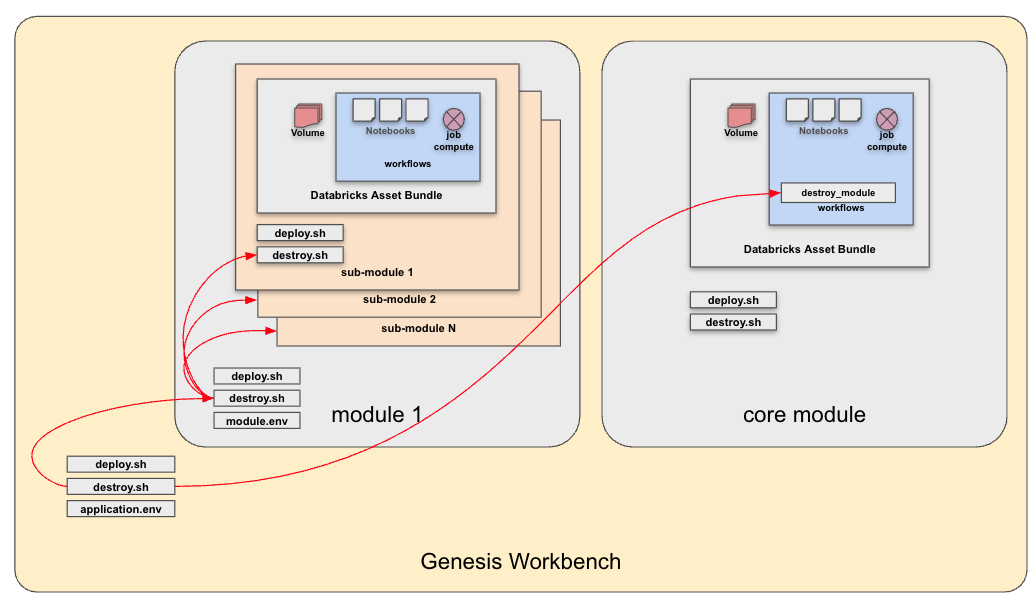 Volume
Notebooks
job
compute
workflows
Databricks Asset Bundle
deploy.sh
destroy.sh
sub-module 1
sub-module 2
sub-module N
deploy.sh
destroy.sh
module.env
module 1
Volume
Notebooks
job
compute
destroy_module
workflows
Databricks Asset Bundle
deploy.sh
destroy.sh
core module
deploy.sh
destroy.sh
application.env
Genesis Workbench